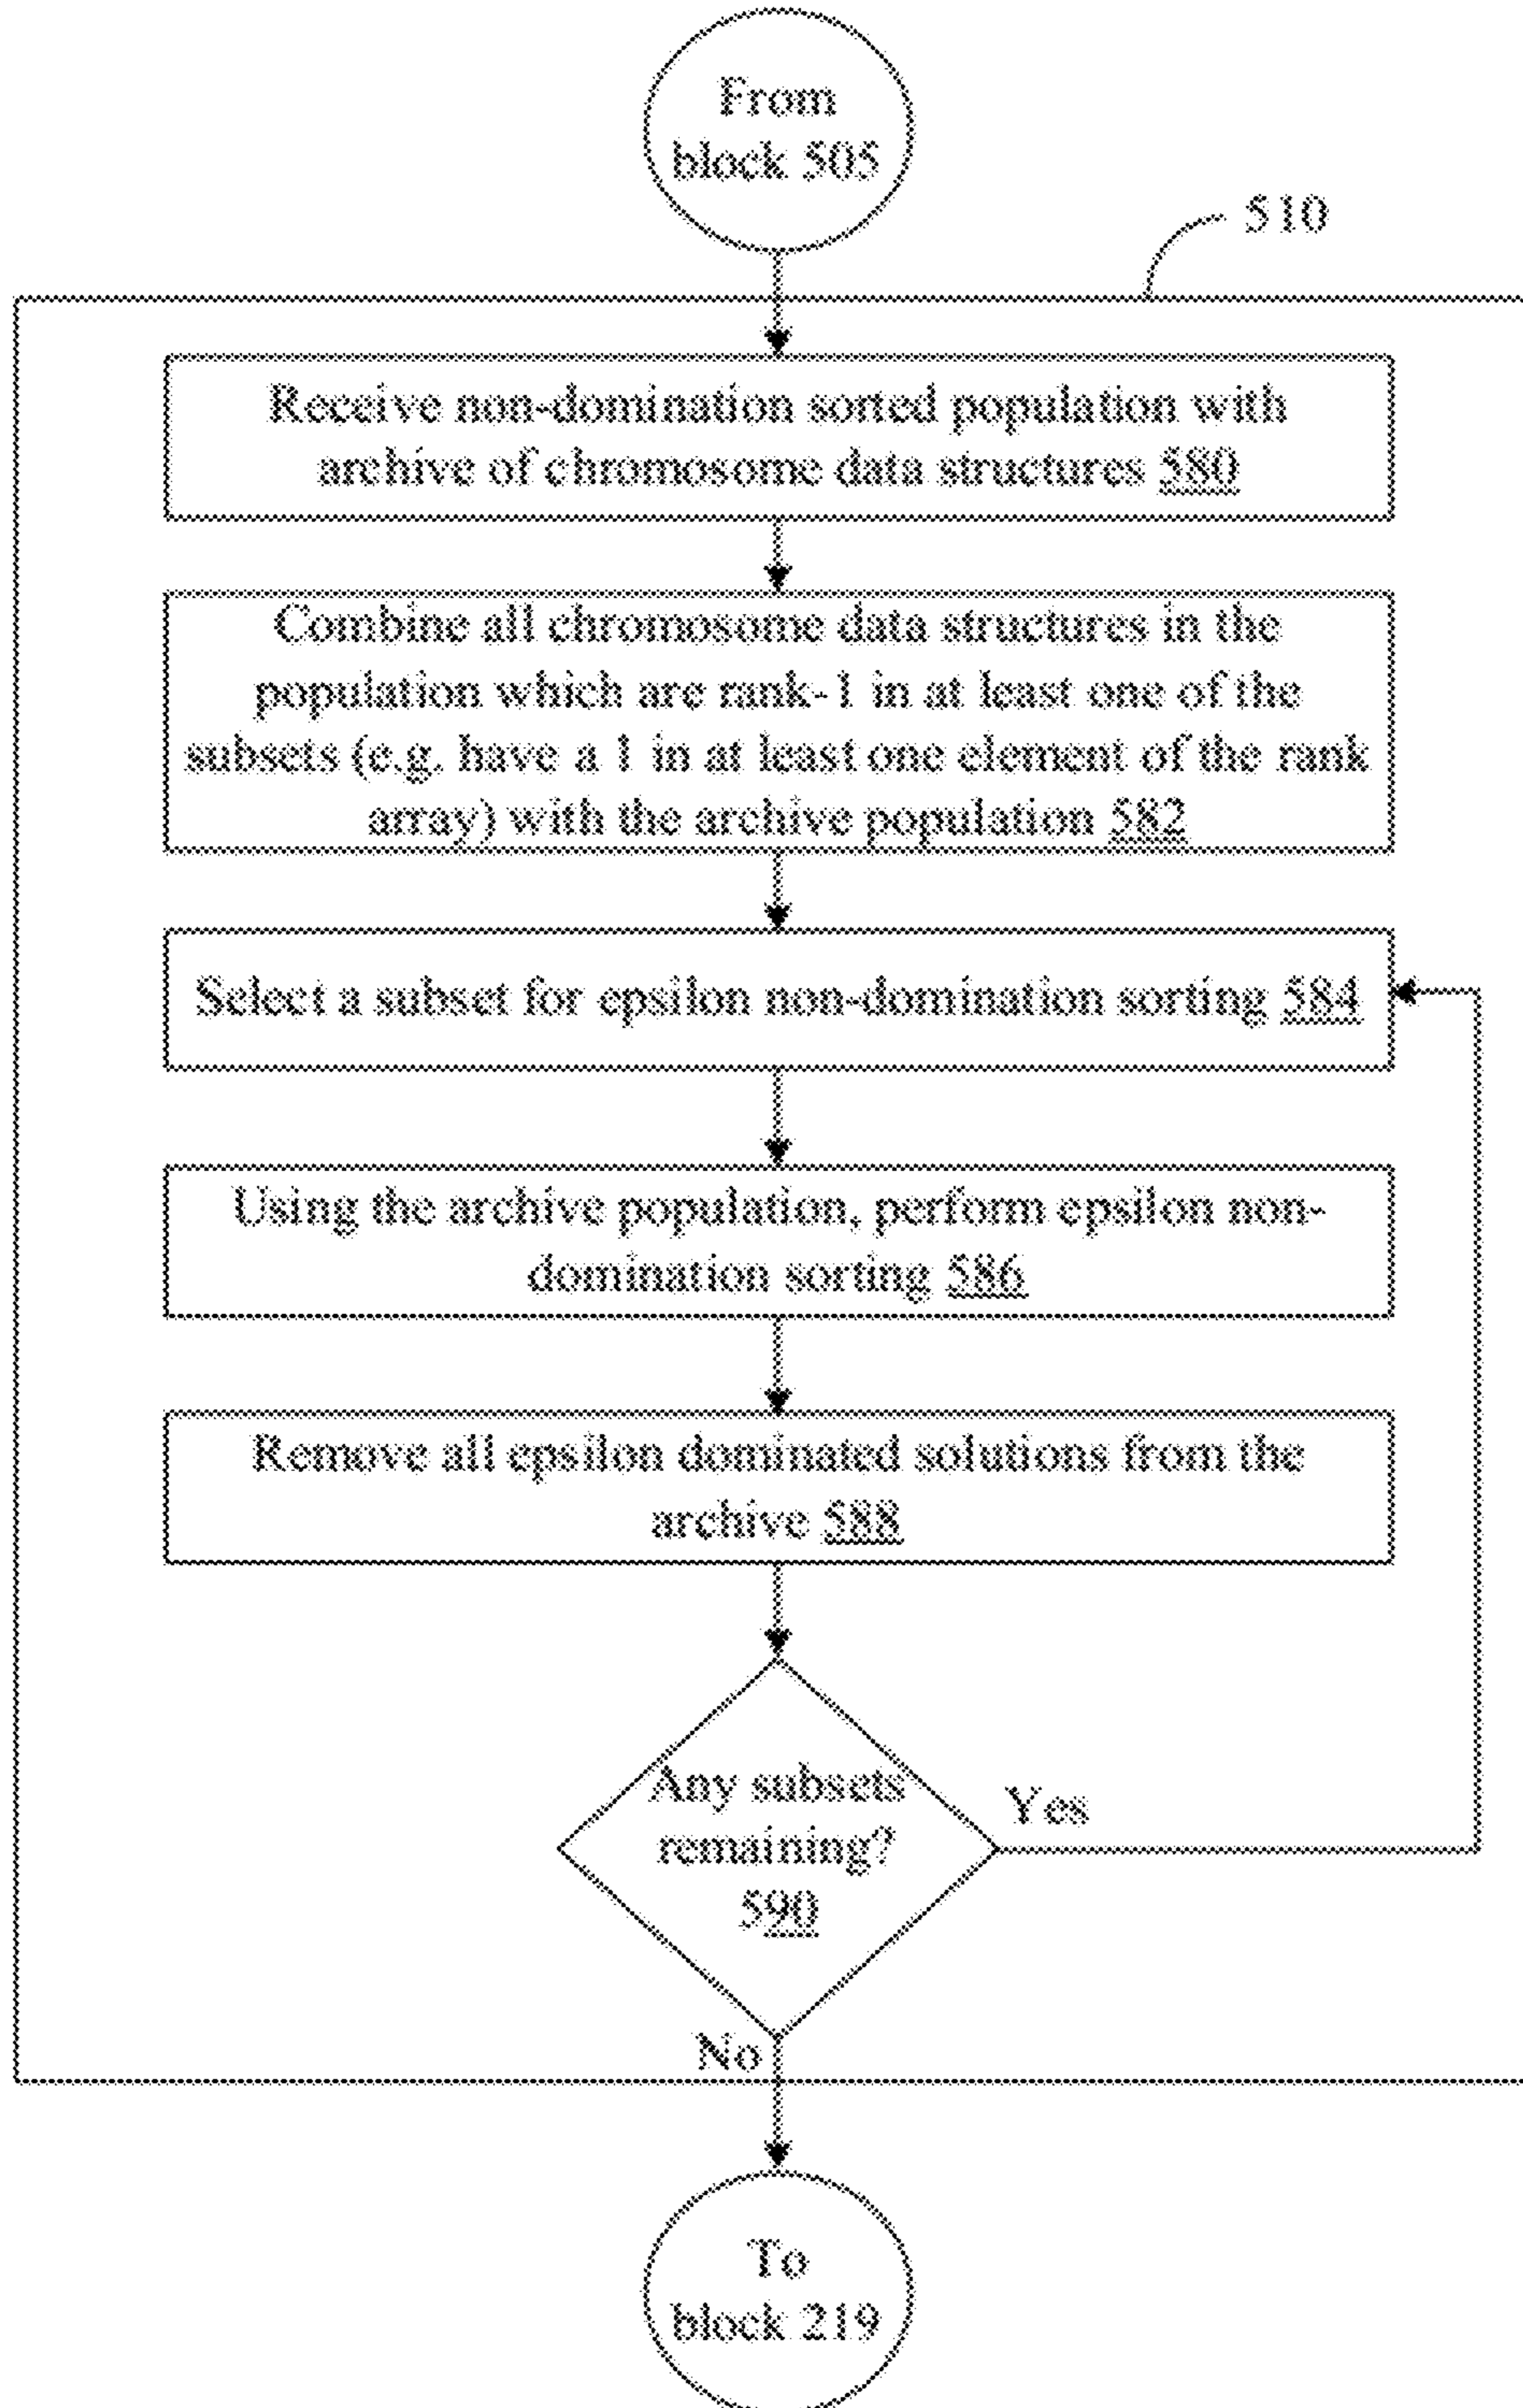 From
block 505
510
Receive non-domination sorted population with
archive of chromosome data structures 580
Combine all chromosome data structures in the
population which are rank-1 in at least one of the
subsets (e.g. have a 1 in at least one element of the rank
array) with the archive population 582
Select a subset for epsilon non-domination sorting 584
Using the archive population, perform epsilon non-
domination sorting 586
Remove all epsilon dominated solutions from the
archive 588
Any subsets
remaining?
590
Yes
No
To
block 219